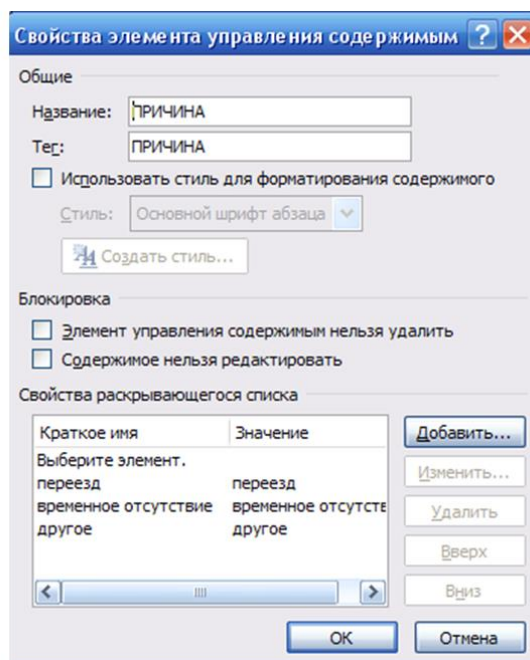 Свойства элемента управления содержимым
Общие
Название: ПРИЧИНА
Тег: ПРИЧИНА
Использовать стиль для форматирования содержимого
Стиль: Основной шрифт абзаца
Создать стиль...
Блокировка
Элемент управления содержимым нельзя удалить
Содержимое нельзя редактировать
Свойства раскрывающегося списка
Краткое имя Значение Добавить...
Выберите элемент.
переезд переезд Изменить...
временное отсутствие временное отсутств
другое другое Удалить
Вверх
Вниз
ОК Отмена